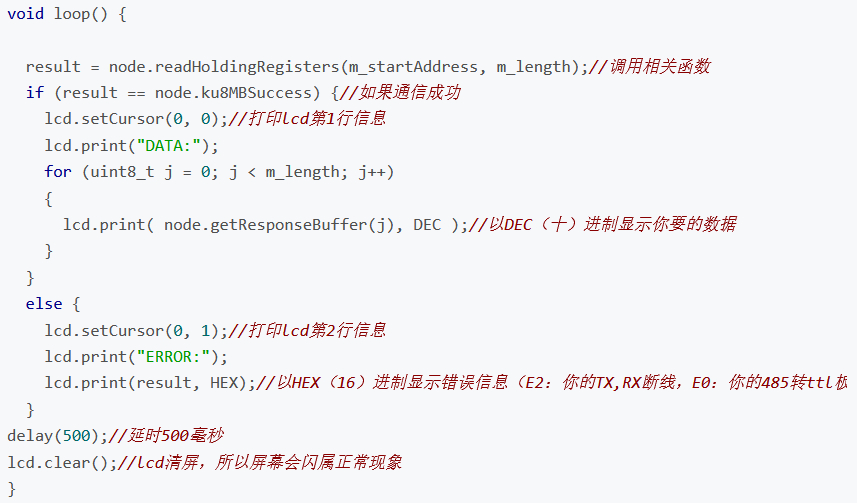 void loop() {
result = node.readHoldingRegisters(m_startAddress, m_length);//调用相关函数
if (result == node.ku8MBSuccess) {//如果通信成功
lcd.setCursor(0, 0);//打印lcd第1行信息
lcd.print("DATA:");
for (uint8_t j = 0; j < m_length; j++)
{
lcd.print( node.getResponseBuffer(j), DEC );//以DEC（十）进制显示你要的数据
}
}
else {
lcd.setCursor(0, 1);//打印lcd第2行信息
lcd.print("ERROR:");
lcd.print(result, HEX);//以HEX（16）进制显示错误信息（E2：你的TX,RX断线，E0：你的485转ttl板
}
delay(500);//延时500毫秒
lcd.clear();//lcd清屏，所以屏幕会闪属正常现象
}